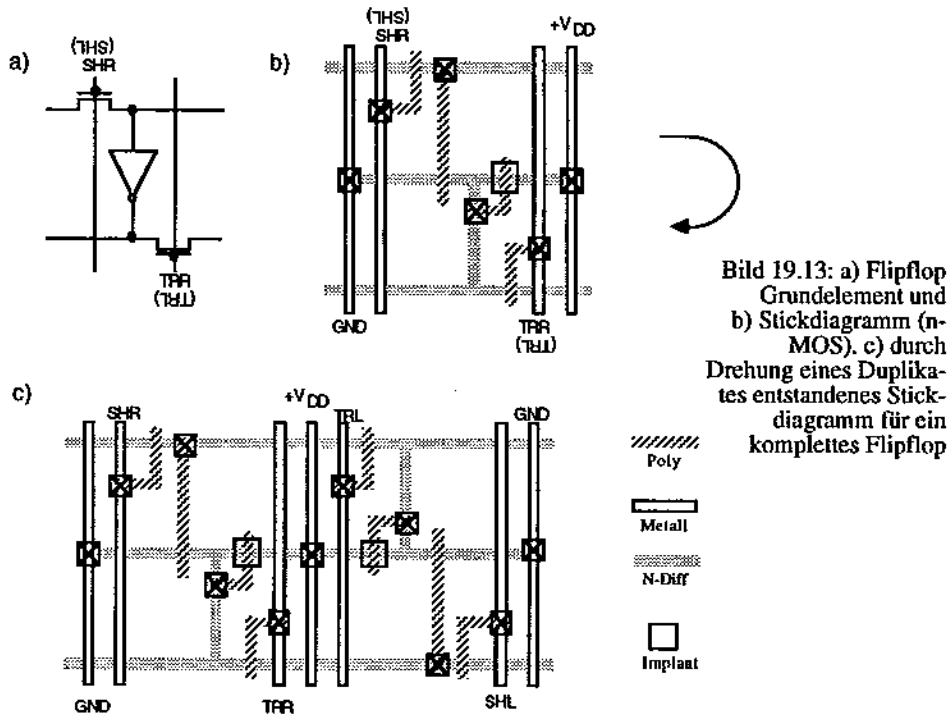 a)
(SHL)
SHR
TRR
(TRL)
b)
(SHL)
SHR
+VDD
GND
TRR
(TRL)
Bild 19.13: a) Flipflop
Grundelement und
b) Stickdiagramm (n-
MOS). c) durch
Drehung eines Duplika-
tes entstandenes Stick-
diagramm für ein
komplettes Flipflop
c)
SHR
+VDD
TRL
GND
GND
TRR
SHL
Poly
Metall
N-Diff
Implant